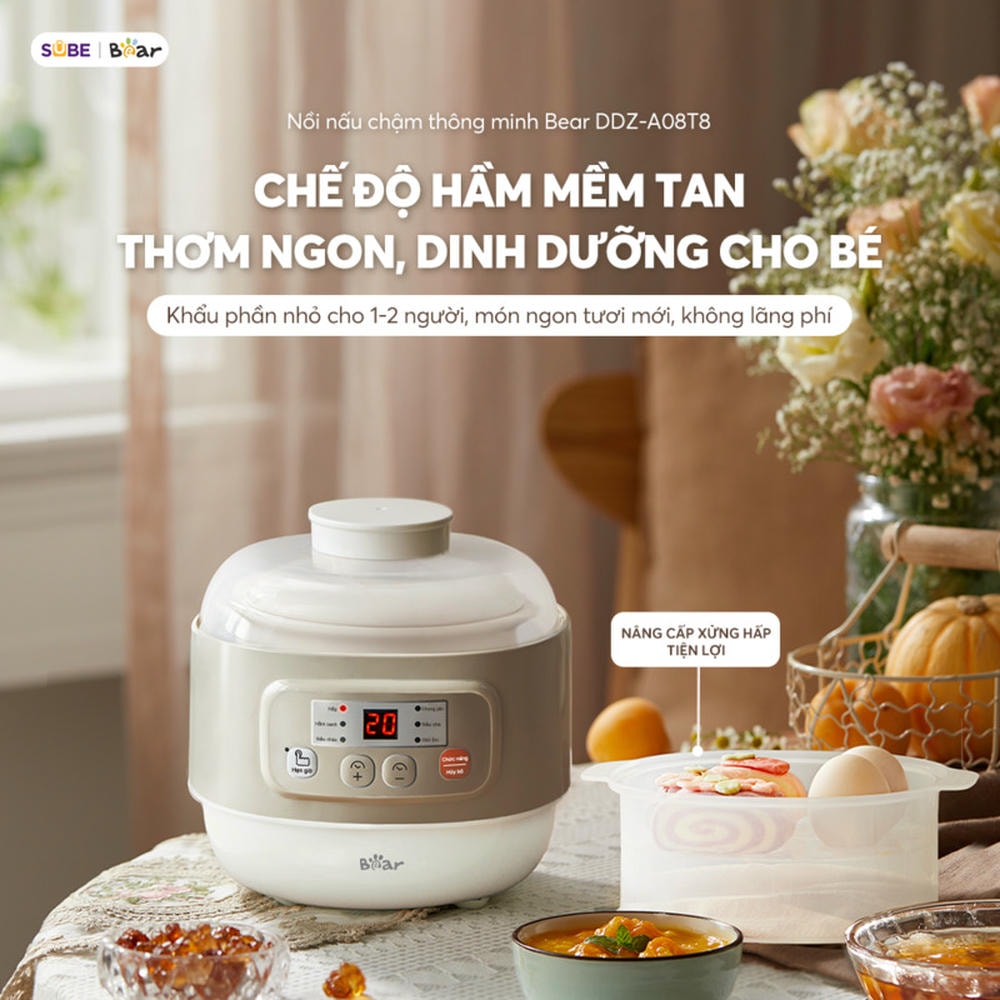 SUBE | Bear
Nồi nấu chậm thông minh Bear DDZ-A08T8
CHẾ ĐỘ HẦM MỀM TAN
THƠM NGON, DINH DƯỠNG CHO BÉ
Khẩu phần nhỏ cho 1-2 người, món ngon tươi mới, không lãng phí
NÂNG CẤP XỬNG HẤP
TIỆN LỢI
Hấp
20
Hẹn giờ
+
−
Chức năng
Hủy bỏ
Bear